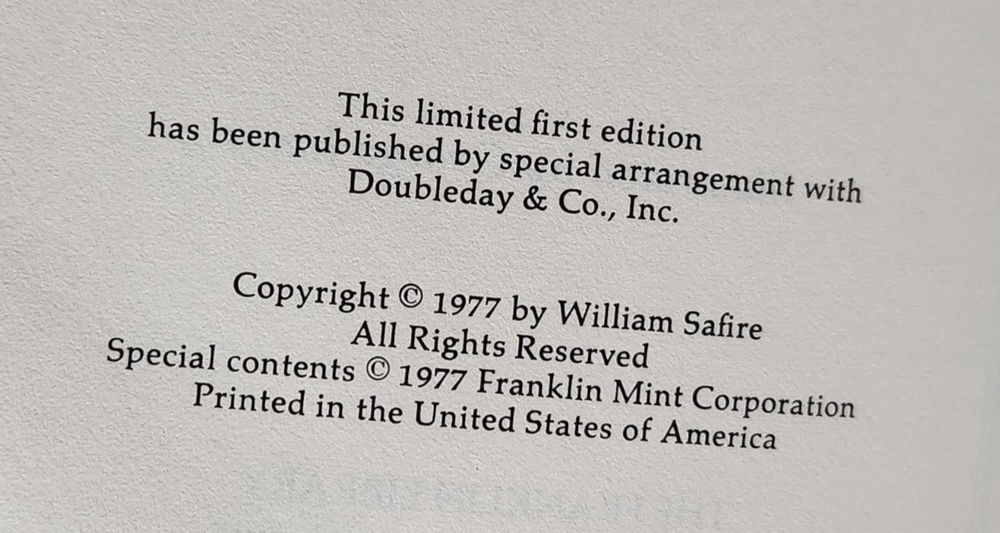 This limited first edition
has been published by special arrangement with
Doubleday & Co., Inc.
Copyright © 1977 by William Safire
All Rights Reserved
Special contents © 1977 Franklin Mint Corporation
Printed in the United States of America